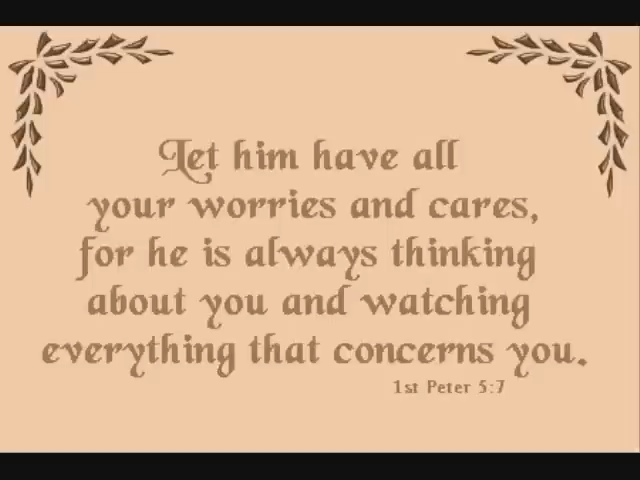 Let him have all
your worries and cares,
for he is always thinking
about you and watching
everything that concerns you.
1st Peter 5:7